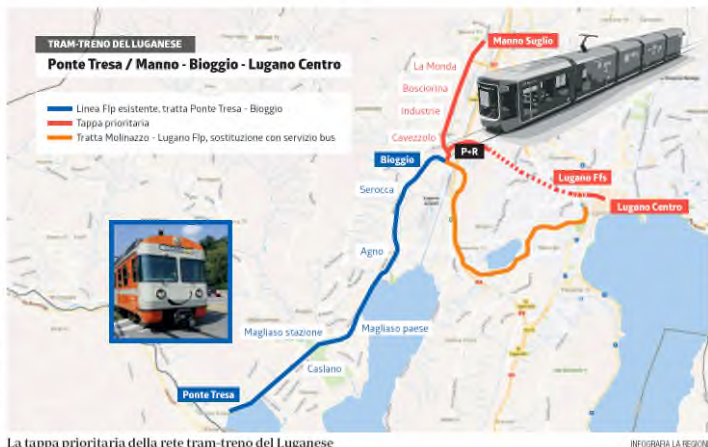 TRAM-TRENO DEL LUGANESE
Ponte Tresa / Manno - Bioggio - Lugano Centro
Linea Flp esistente, tratta Ponte Tresa - Bioggio
Tappa prioritaria
Tratta Molinazzo - Lugano Flp, sostituzione con servizio bus
Manno Suglio
La Monda
Bosciorina
Industrie
Cavezzolo
P+R
Bioggio
Lugano Ffs
Lugano Centro
Serocca
Agno
Magliaso paese
Magliaso stazione
Caslano
Ponte Tresa
La tappa prioritaria della rete tram-treno del Luganese
INFOGRAFIA LA REGIONE